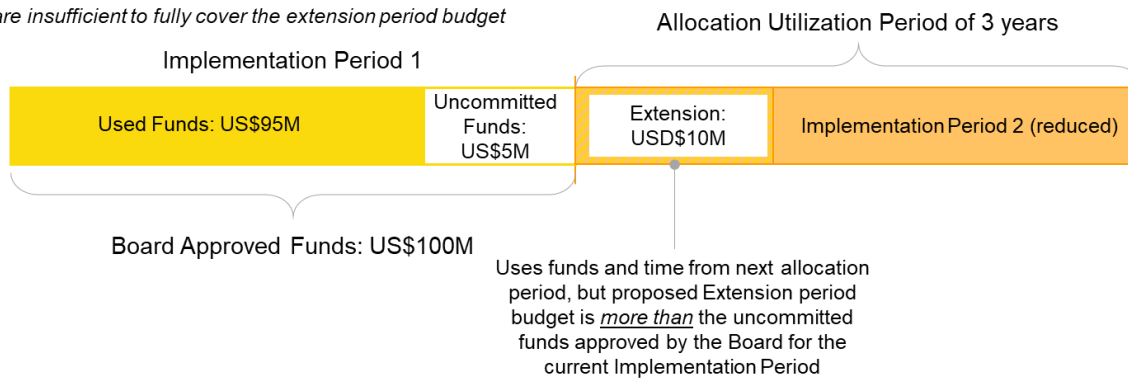 are insufficient to fully cover the extension period budget
Allocation Utilization Period of 3 years
Implementation Period 1
Used Funds: US$95M
Uncommitted
Funds:
US$5M
Extension:
USD$10M
Implementation Period 2 (reduced)
Board Approved Funds: US$100M
Uses funds and time from next allocation
period, but proposed Extension period
budget is more than the uncommitted
funds approved by the Board for the
current Implementation Period